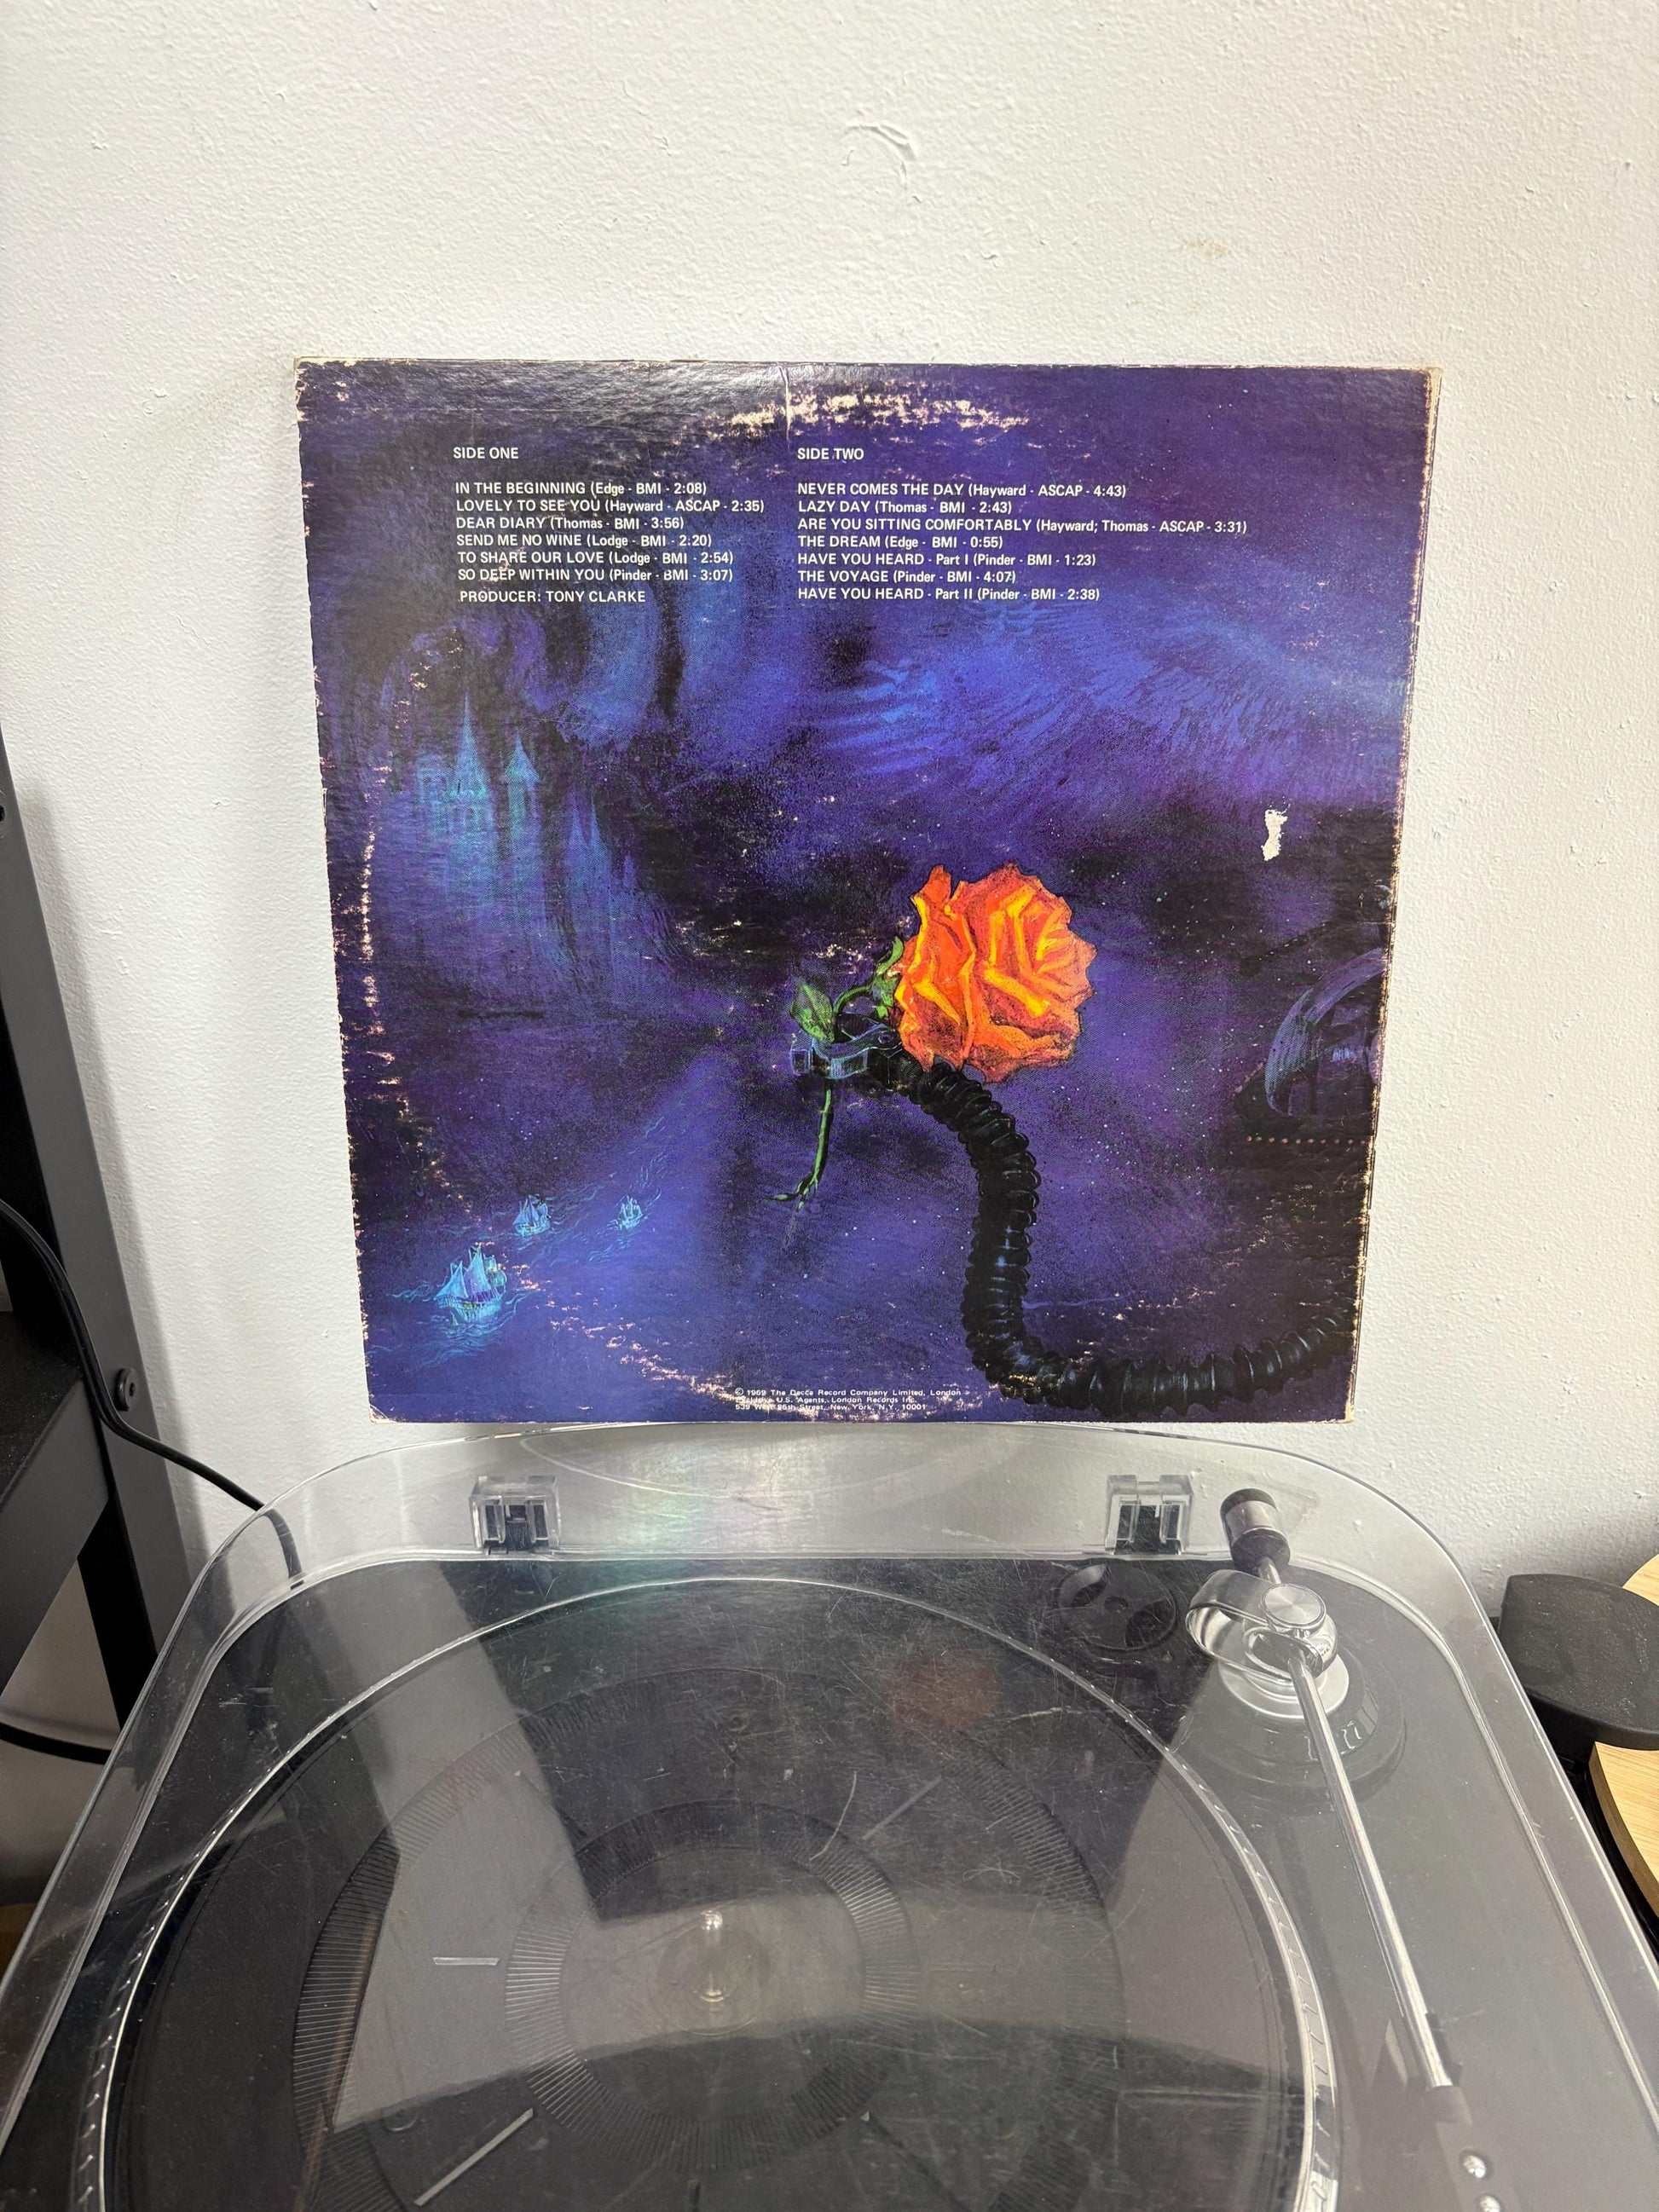 SIDE ONE
IN THE BEGINNING (Edge - BMI - 2:08)
LOVELY TO SEE YOU (Hayward - ASCAP - 2:35)
DEAR DIARY (Thomas - BMI - 3:56)
SEND ME NO WINE (Lodge - BMI - 2:20)
TO SHARE OUR LOVE (Lodge - BMI - 2:54)
SO DEEP WITHIN YOU (Pinder - BMI - 3:07)
PRODUCER: TONY CLARKE
SIDE TWO
NEVER COMES THE DAY (Hayward - ASCAP - 4:43)
LAZY DAY (Thomas - BMI - 2:43)
ARE YOU SITTING COMFORTABLY (Hayward; Thomas - ASCAP - 3:31)
THE DREAM (Edge - BMI - 0:55)
HAVE YOU HEARD - Part I (Pinder - BMI - 1:23)
THE VOYAGE (Pinder - BMI - 4:07)
HAVE YOU HEARD - Part II (Pinder - BMI - 2:38)
© 1969 The Decca Record Company Limited, London
U.S. Agents, London Records Inc.
539 West 25th Street, New York, N.Y. 10001